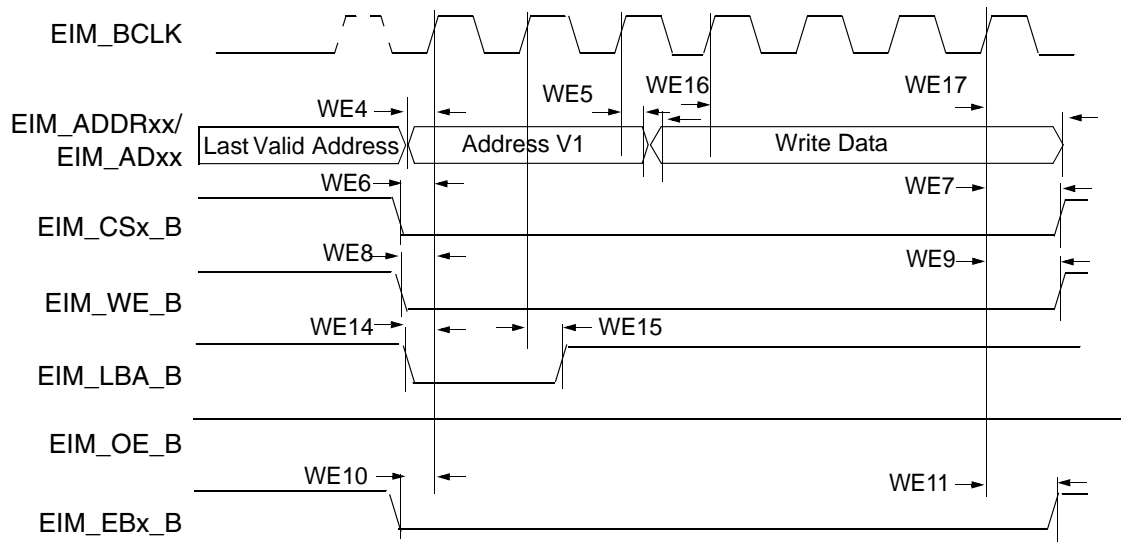 EIM_BCLK
WE4
WE5
WE16
WE17
EIM_ADDRxx/
EIM_ADxx
Last Valid Address
Address V1
Write Data
WE6
WE7
EIM_CSx_B
WE8
WE9
EIM_WE_B
WE14
WE15
EIM_LBA_B
EIM_OE_B
WE10
WE11
EIM_EBx_B